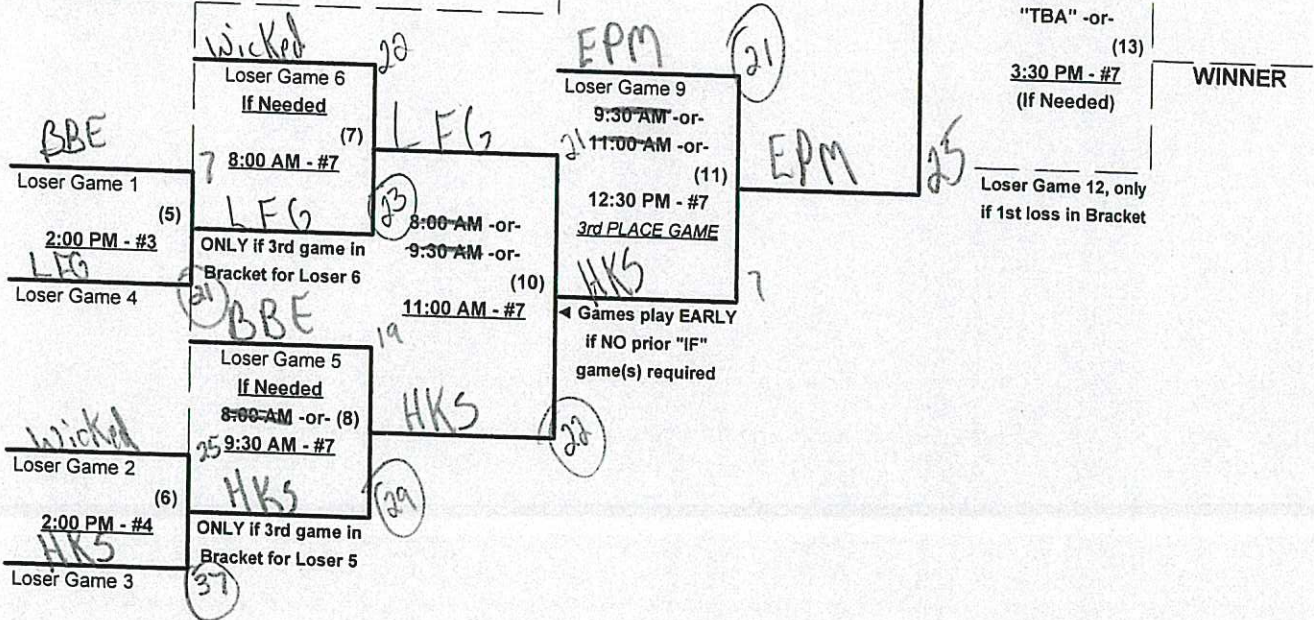 Wicked
22
Loser Game 6
If Needed
(7)
8:00 AM - #7
LFG
23
ONLY if 3rd game in
Bracket for Loser 6
BBE
7
Loser Game 1
(5)
2:00 PM - #3
LFG
Loser Game 4
21
BBE
19
Loser Game 5
If Needed
8:00 AM -or- (8)
9:30 AM - #7
HKS
29
ONLY if 3rd game in
Bracket for Loser 5
Wicked
25
Loser Game 2
(6)
2:00 PM - #4
HKS
Loser Game 3
37
LFG
21
8:00 AM -or-
9:30 AM -or-
(10)
11:00 AM - #7
HKS
22
EPM
21
Loser Game 9
9:30 AM -or-
11:00 AM -or-
(11)
12:30 PM - #7
3rd PLACE GAME
HKS
7
◄ Games play EARLY
if NO prior "IF"
game(s) required
EPM
25
"TBA" -or-
(13)
3:30 PM - #7
(If Needed)
WINNER
Loser Game 12, only
if 1st loss in Bracket